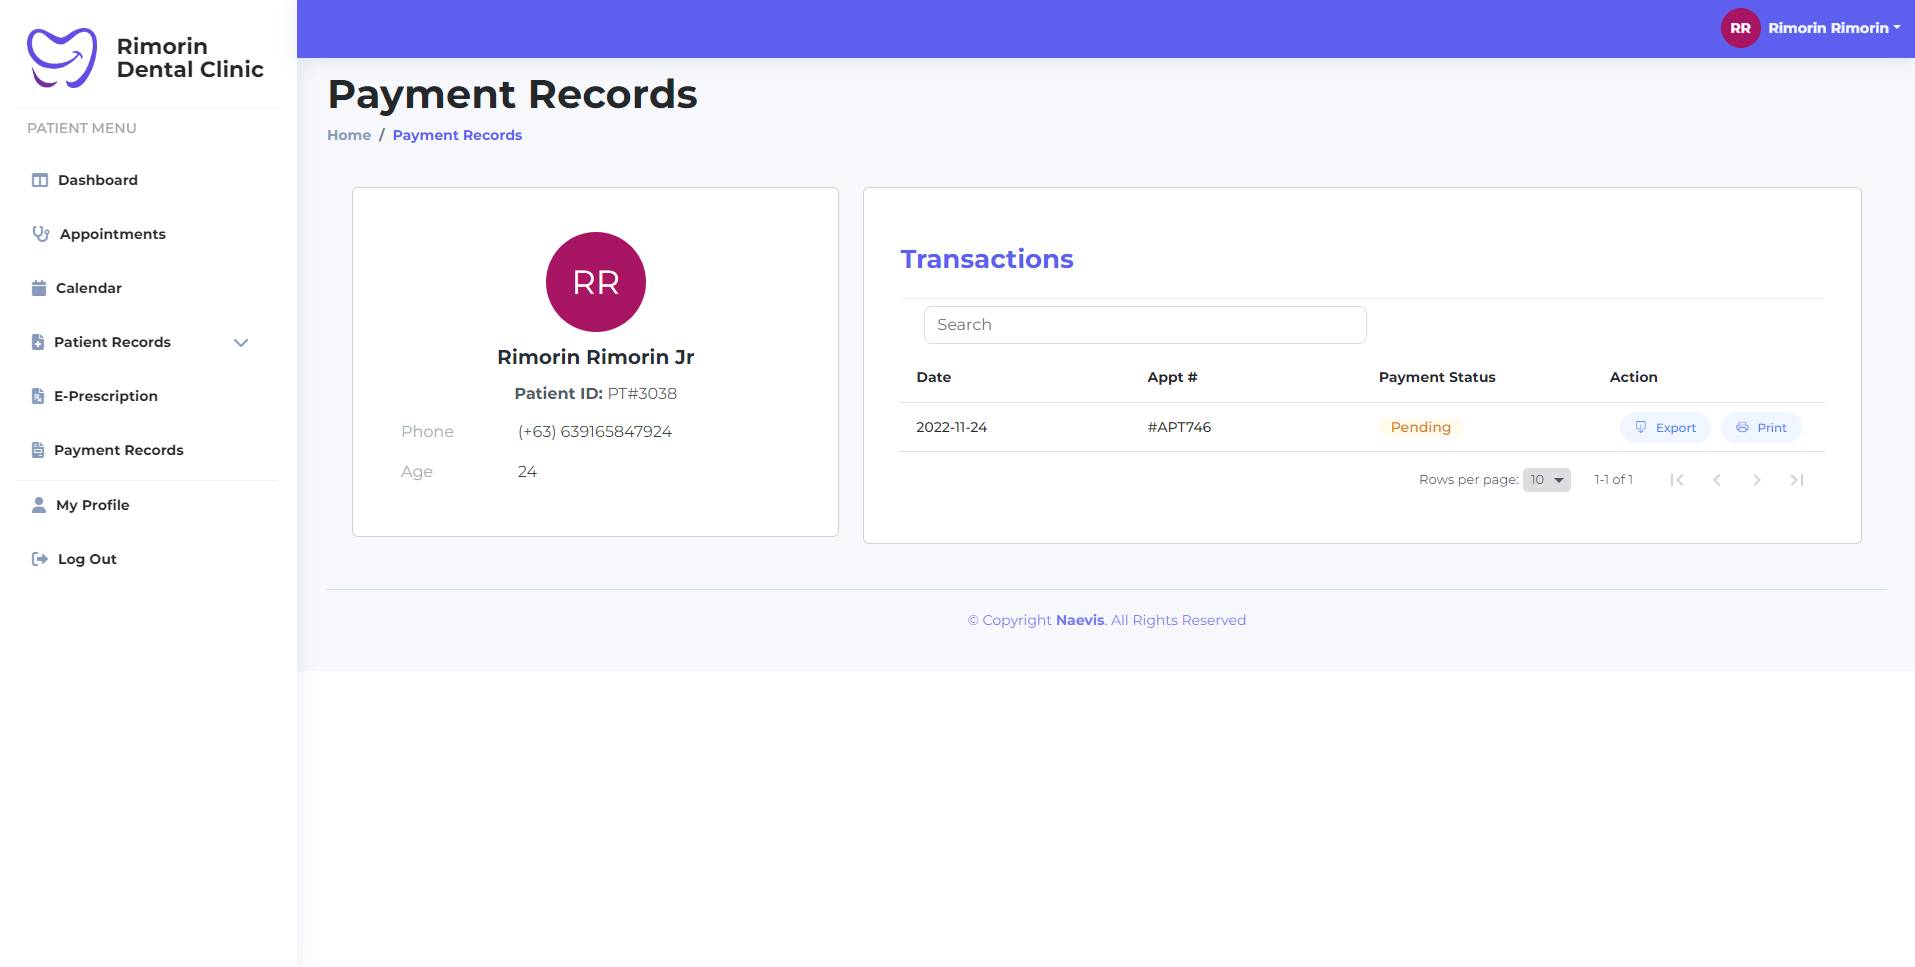 Rimorin
Dental Clinic
PATIENT MENU
Dashboard
Appointments
Calendar
Patient Records
E-Prescription
Payment Records
My Profile
Log Out
RR Rimorin Rimorin
Payment Records
Home / Payment Records
RR
Rimorin Rimorin Jr
Patient ID: PT#3038
Phone (+63) 639165847924
Age 24
Transactions
Search
Date Appt # Payment Status Action
2022-11-24 #APT746 Pending Export Print
Rows per page: 10 1-1 of 1
© Copyright Naevis. All Rights Reserved